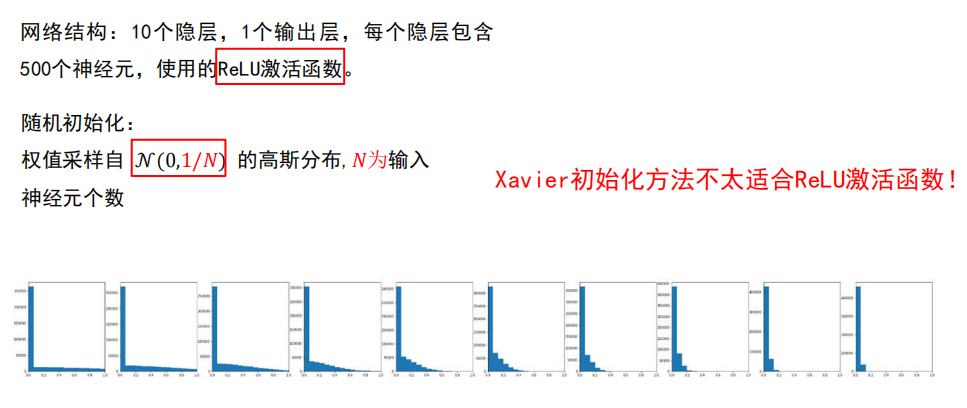 网络结构：10个隐层，1个输出层，每个隐层包含
500个神经元，使用的ReLU激活函数。
随机初始化：
权值采样自 𝒩(0,1/N) 的高斯分布，N为输入
神经元个数
Xavier初始化方法不太适合ReLU激活函数！